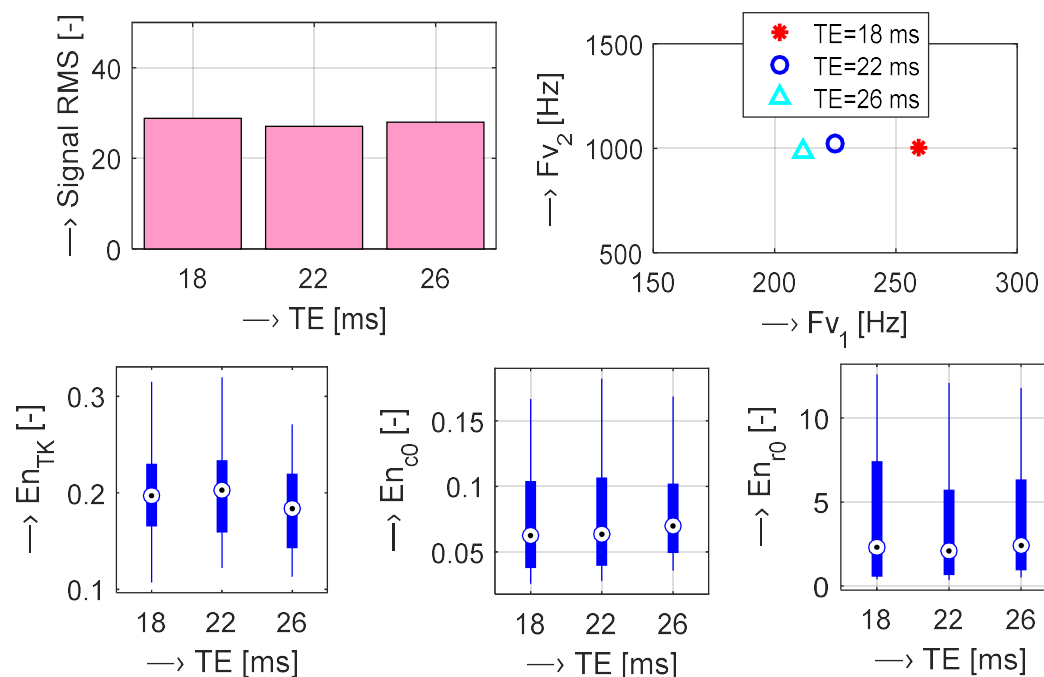 Signal RMS [-]
40
20
0
18 22 26
TE [ms]
TE=18 ms
TE=22 ms
TE=26 ms
Fv2 [Hz]
1500
1000
500
150 200 250 300
Fv1 [Hz]
EnTK [-]
0.3
0.2
0.1
18 22 26
TE [ms]
Enc0 [-]
0.15
0.1
0.05
18 22 26
TE [ms]
Enr0 [-]
10
5
0
18 22 26
TE [ms]